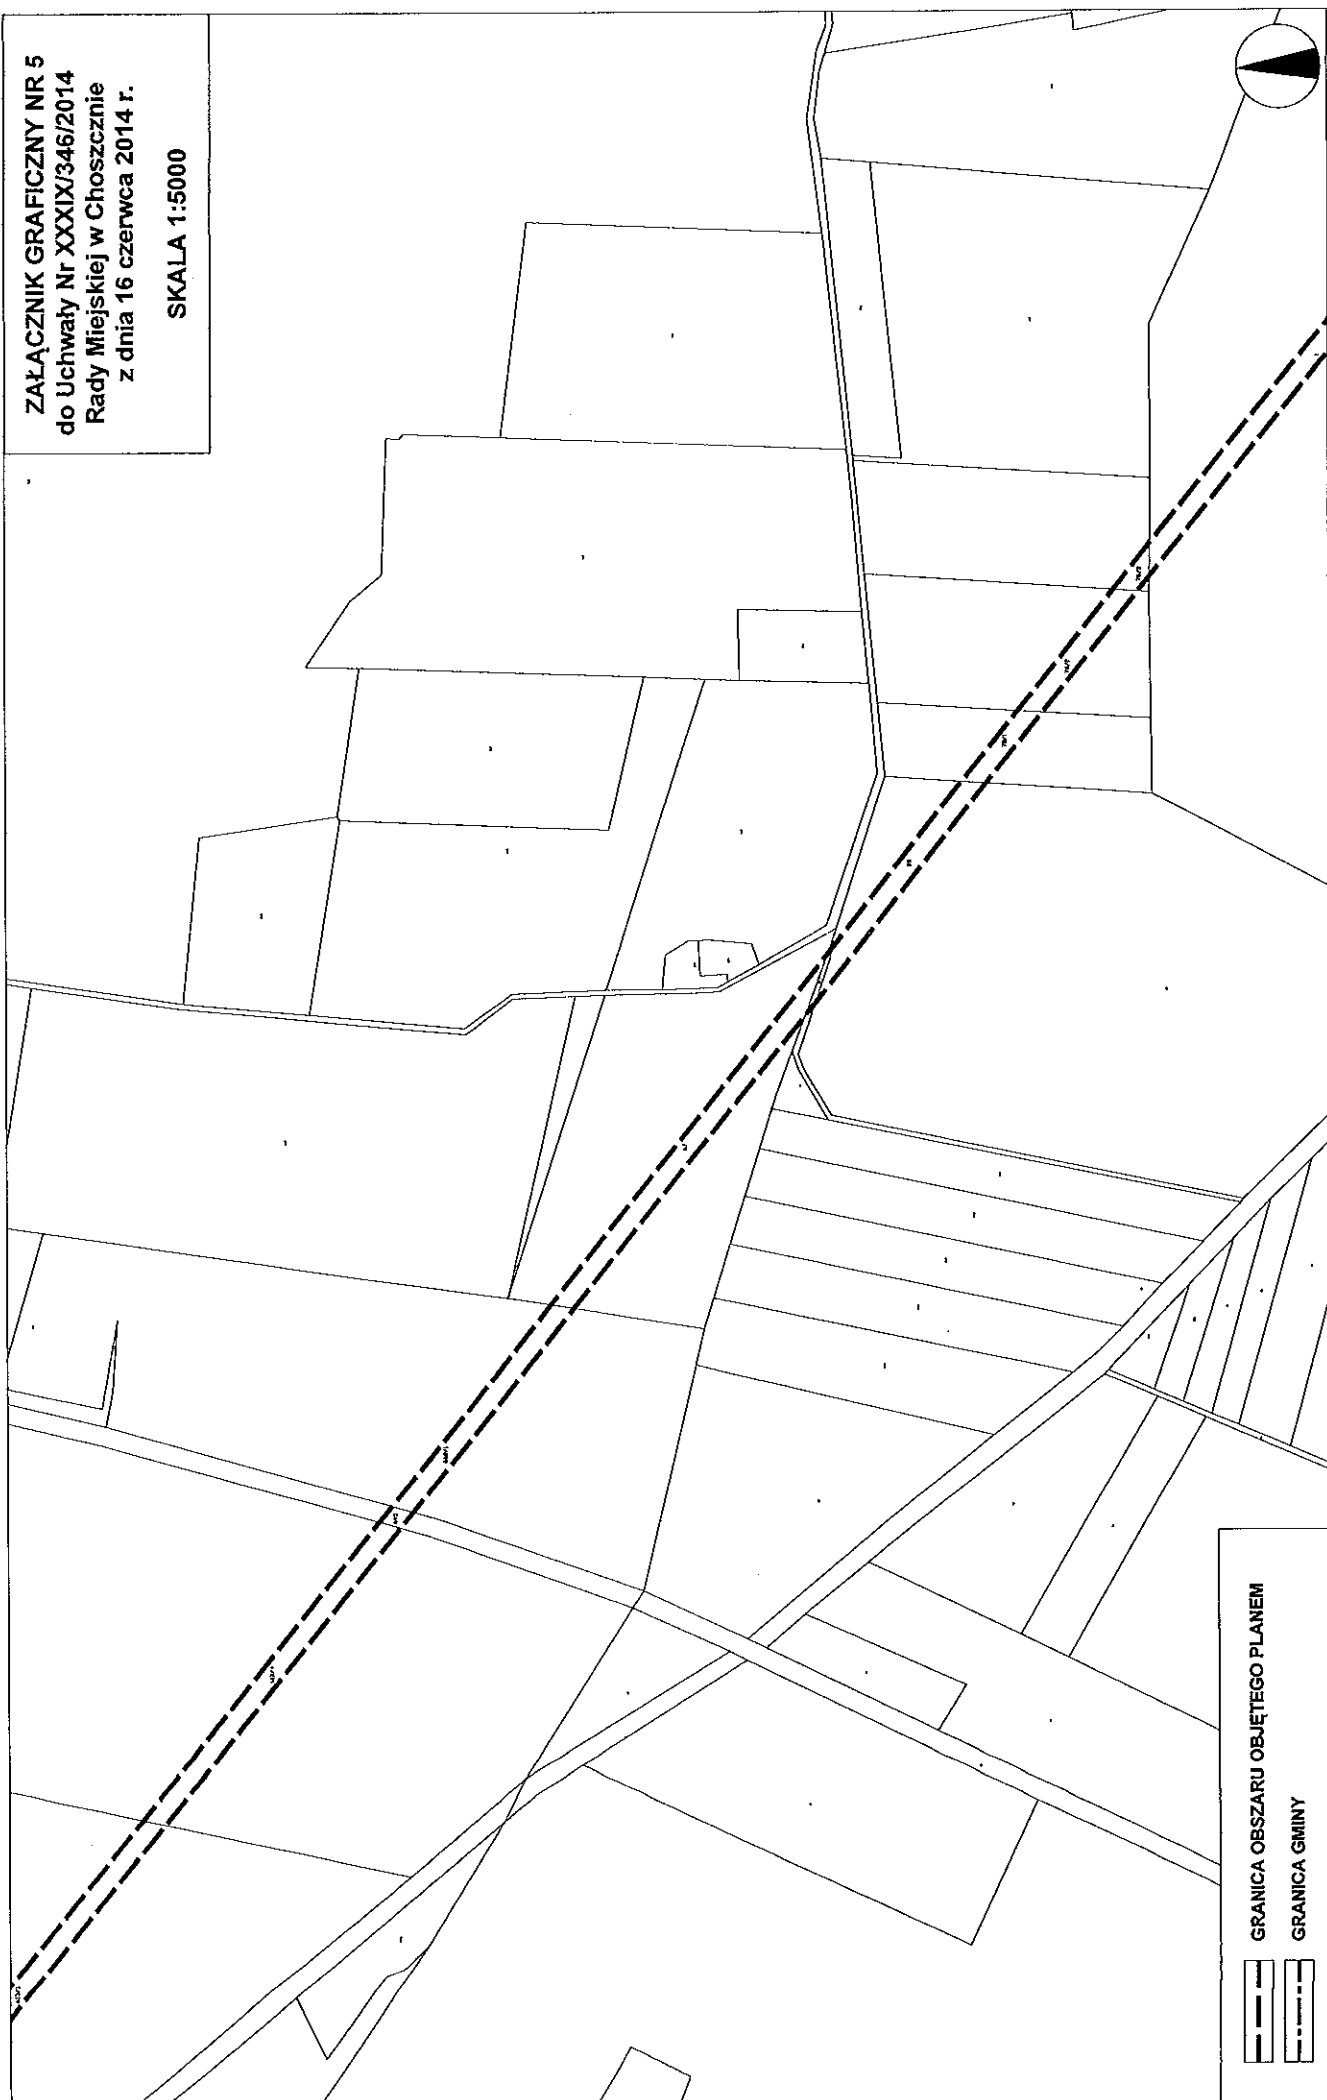 ZAŁĄCZNIK GRAFICZNY NR 5
do Uchwały Nr XXXIX/346/2014
Rady Miejskiej w Choszcznie
z dnia 16 czerwca 2014 r.
SKALA 1:5000
GRANICA OBSZARU OBJĘTEGO PLANEM
GRANICA GMINY